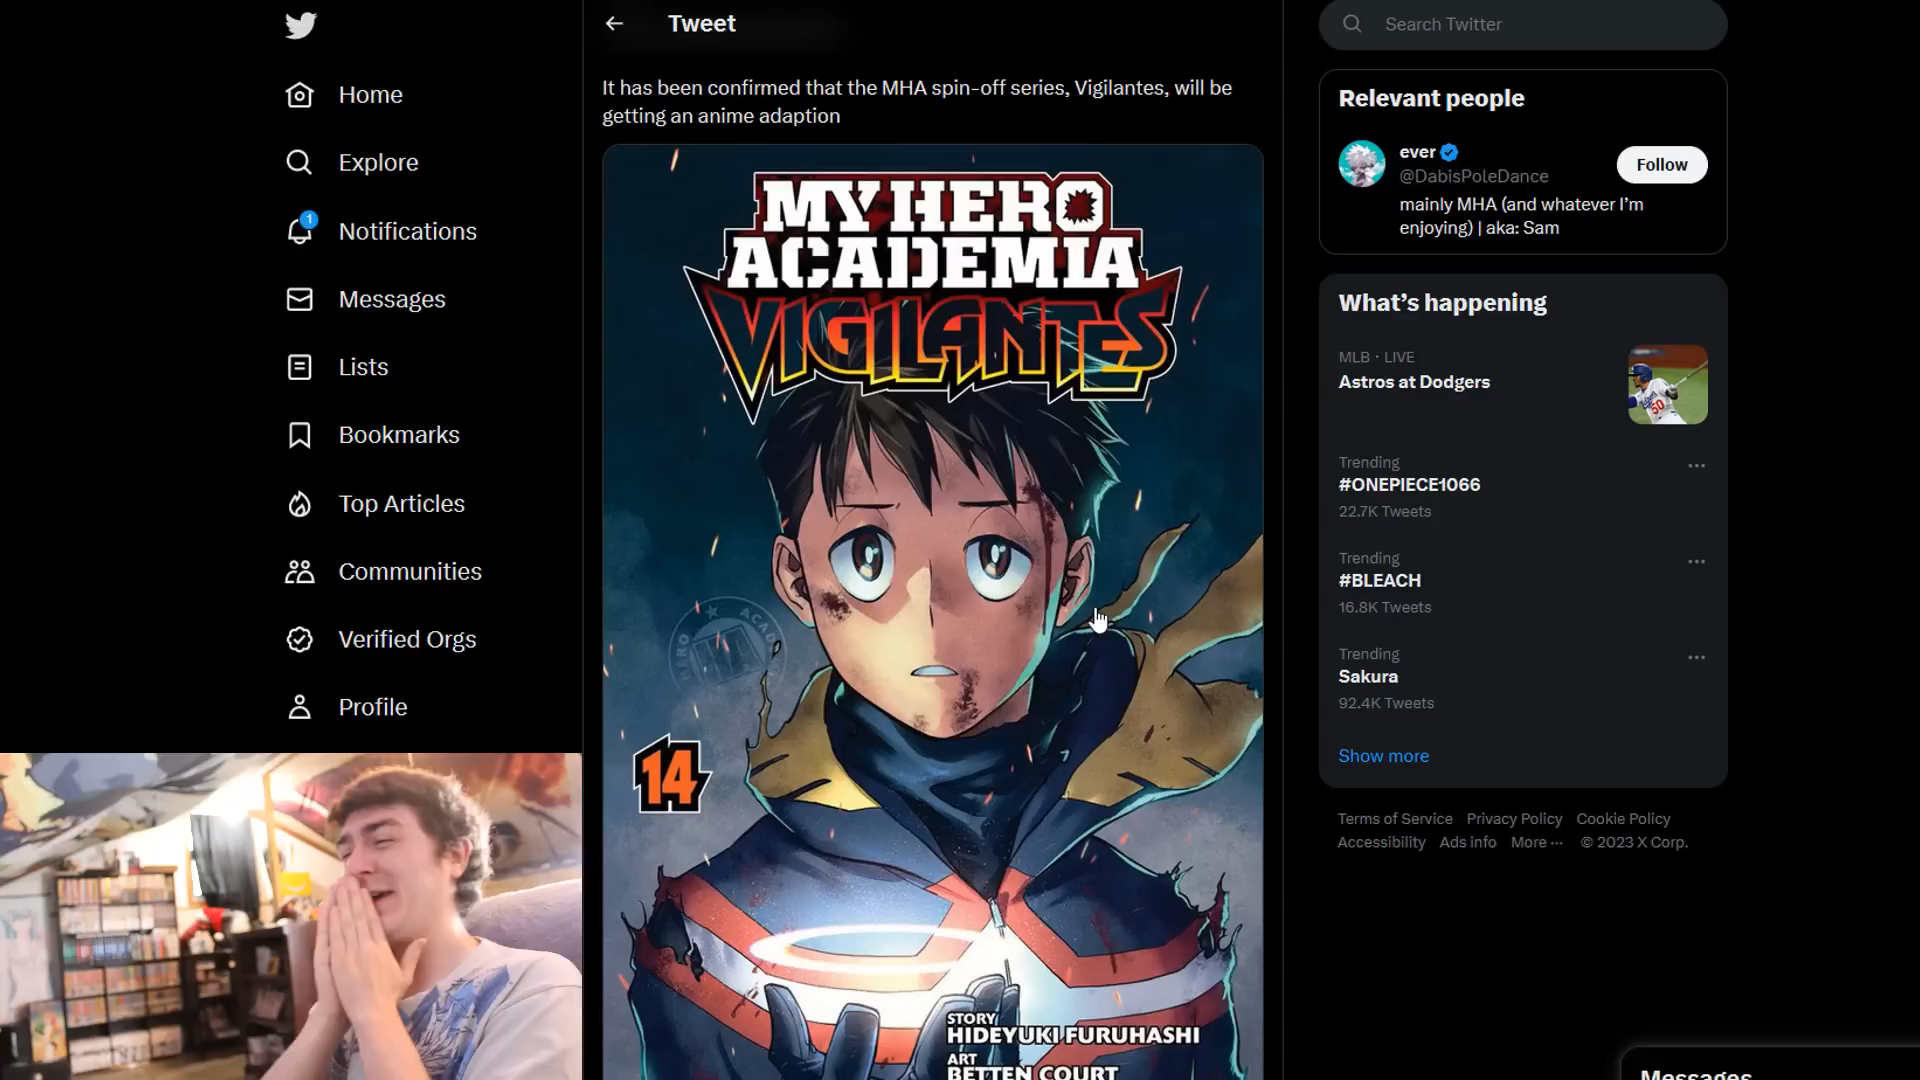 Home
Explore
1
Notifications
Messages
Lists
Bookmarks
Top Articles
Communities
Verified Orgs
Profile
Tweet
It has been confirmed that the MHA spin-off series, Vigilantes, will be
getting an anime adaption
MY HERO
ACADEMIA
VIGILANTES
14
STORY
HIDEYUKI FURUHASHI
ART
BETTEN COURT
Search Twitter
Relevant people
ever
@DabisPoleDance
Follow
mainly MHA (and whatever I'm
enjoying) | aka: Sam
What's happening
MLB · LIVE
Astros at Dodgers
50
Trending
#ONEPIECE1066
22.7K Tweets
Trending
#BLEACH
16.8K Tweets
Trending
Sakura
92.4K Tweets
Show more
Terms of Service Privacy Policy Cookie Policy
Accessibility Ads info More ··· © 2023 X Corp.
Messages